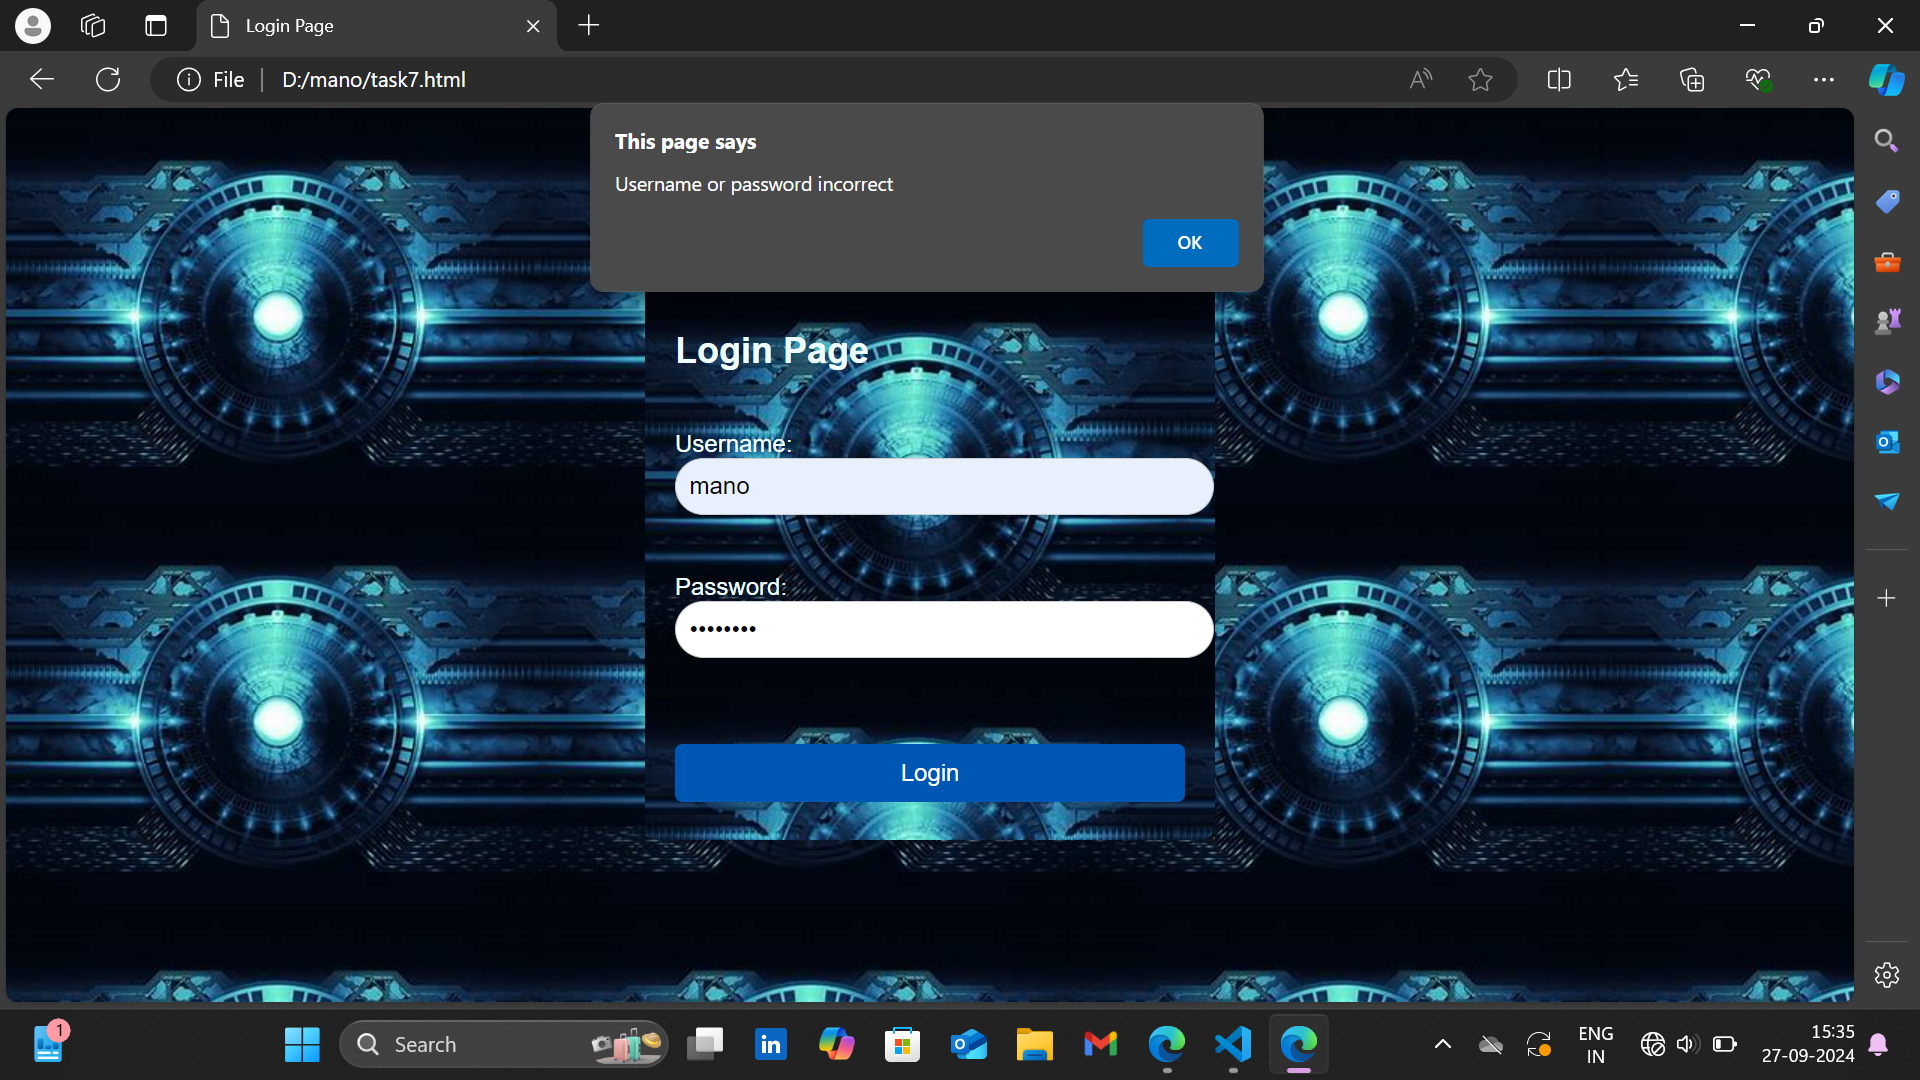 Login Page
File
D:/mano/task7.html
This page says
Username or password incorrect
OK
Login Page
Username:
mano
Password:
••••••••
Login
1
Search
ENG
IN
15:35
27-09-2024